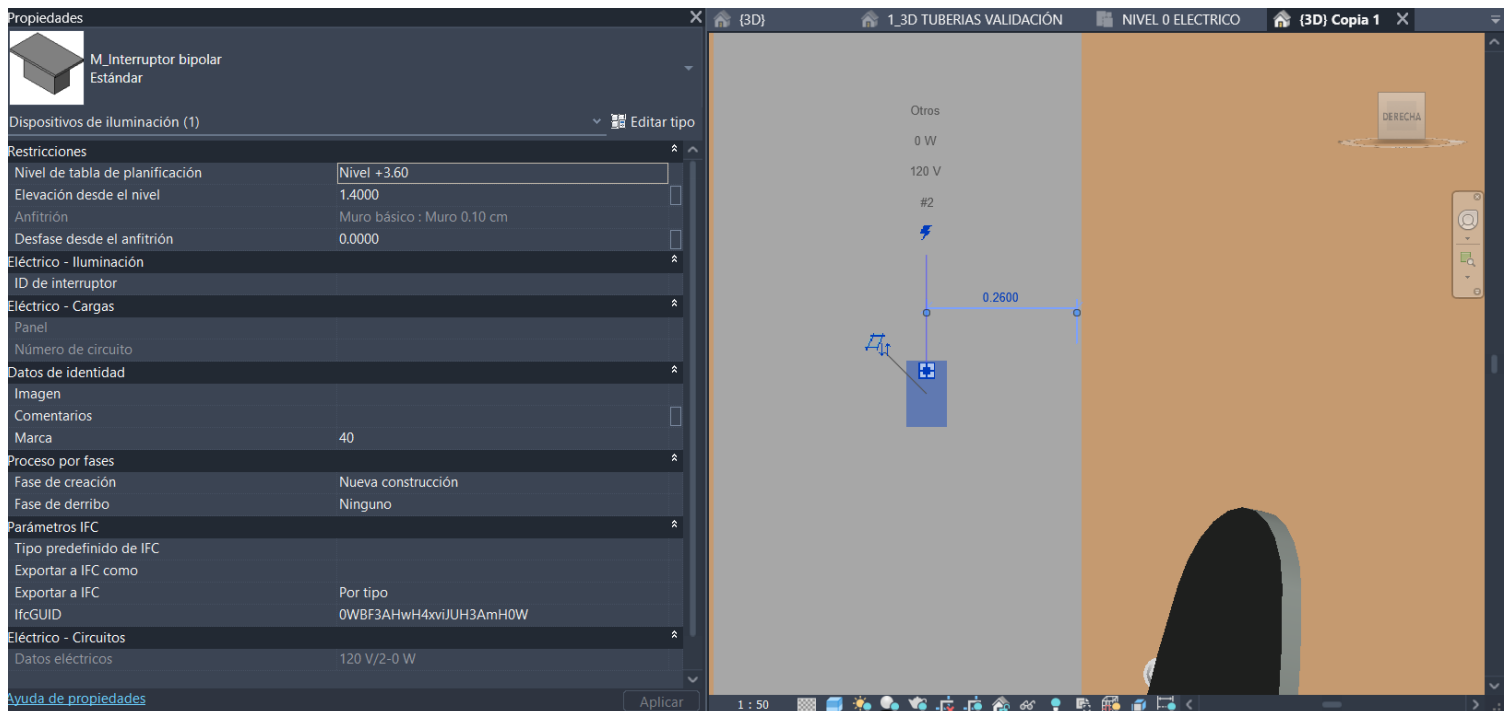 Propiedades
M_Interruptor bipolar
Estándar
Dispositivos de iluminación (1)
Editar tipo
Restricciones
Nivel de tabla de planificación Nivel +3.60
Elevación desde el nivel 1.4000
Anfitrión Muro básico : Muro 0.10 cm
Desfase desde el anfitrión 0.0000
Eléctrico - Iluminación
ID de interruptor
Eléctrico - Cargas
Panel
Número de circuito
Datos de identidad
Imagen
Comentarios
Marca 40
Proceso por fases
Fase de creación Nueva construcción
Fase de derribo Ninguno
Parámetros IFC
Tipo predefinido de IFC
Exportar a IFC como
Exportar a IFC Por tipo
IfcGUID 0WBF3AHwH4xviJUH3AmH0W
Eléctrico - Circuitos
Datos eléctricos 120 V/2-0 W
Ayuda de propiedades
Aplicar
{3D} 1_3D TUBERIAS VALIDACIÓN NIVEL 0 ELECTRICO {3D} Copia 1
Otros
0 W
120 V
#2
0.2600
DERECHA
1 : 50